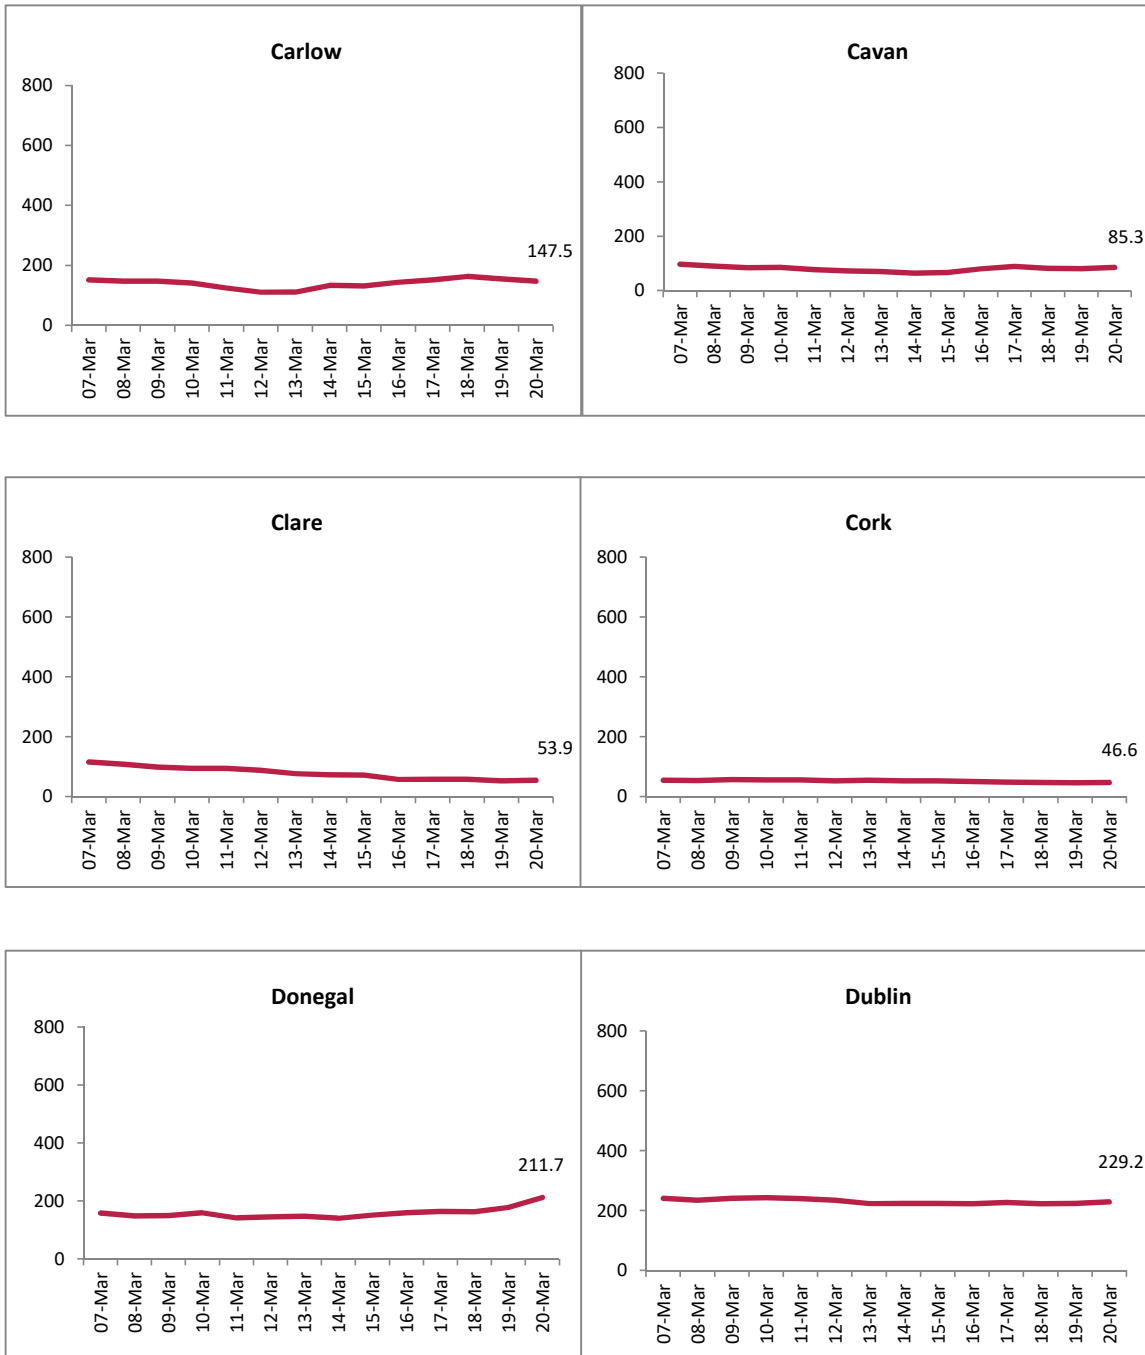 Carlow
800
600
400
200
0
147.5
07-Mar
08-Mar
09-Mar
10-Mar
11-Mar
12-Mar
13-Mar
14-Mar
15-Mar
16-Mar
17-Mar
18-Mar
19-Mar
20-Mar
Cavan
800
600
400
200
0
85.3
07-Mar
08-Mar
09-Mar
10-Mar
11-Mar
12-Mar
13-Mar
14-Mar
15-Mar
16-Mar
17-Mar
18-Mar
19-Mar
20-Mar
Clare
800
600
400
200
0
53.9
07-Mar
08-Mar
09-Mar
10-Mar
11-Mar
12-Mar
13-Mar
14-Mar
15-Mar
16-Mar
17-Mar
18-Mar
19-Mar
20-Mar
Cork
800
600
400
200
0
46.6
07-Mar
08-Mar
09-Mar
10-Mar
11-Mar
12-Mar
13-Mar
14-Mar
15-Mar
16-Mar
17-Mar
18-Mar
19-Mar
20-Mar
Donegal
800
600
400
200
0
211.7
07-Mar
08-Mar
09-Mar
10-Mar
11-Mar
12-Mar
13-Mar
14-Mar
15-Mar
16-Mar
17-Mar
18-Mar
19-Mar
20-Mar
Dublin
800
600
400
200
0
229.2
07-Mar
08-Mar
09-Mar
10-Mar
11-Mar
12-Mar
13-Mar
14-Mar
15-Mar
16-Mar
17-Mar
18-Mar
19-Mar
20-Mar